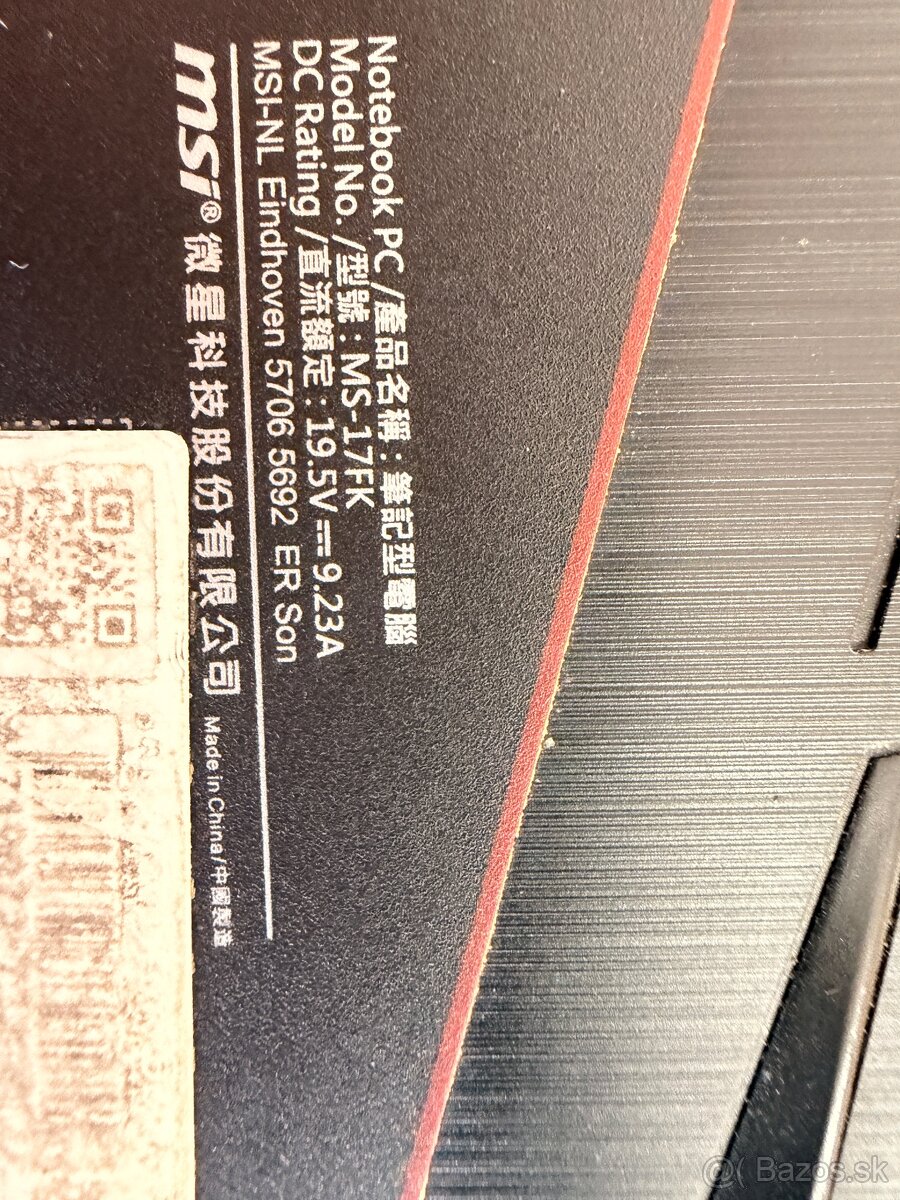 Notebook PC /產品名稱 : 筆記型電腦
Model No. /型號 : MS-17FK
DC Rating /直流額定 : 19.5V⎓9.23A
MSI-NL Eindhoven 5706 5692 ER Son
msi® 微星科技股份有限公司 Made in China/中國製造
@( Bazos.sk